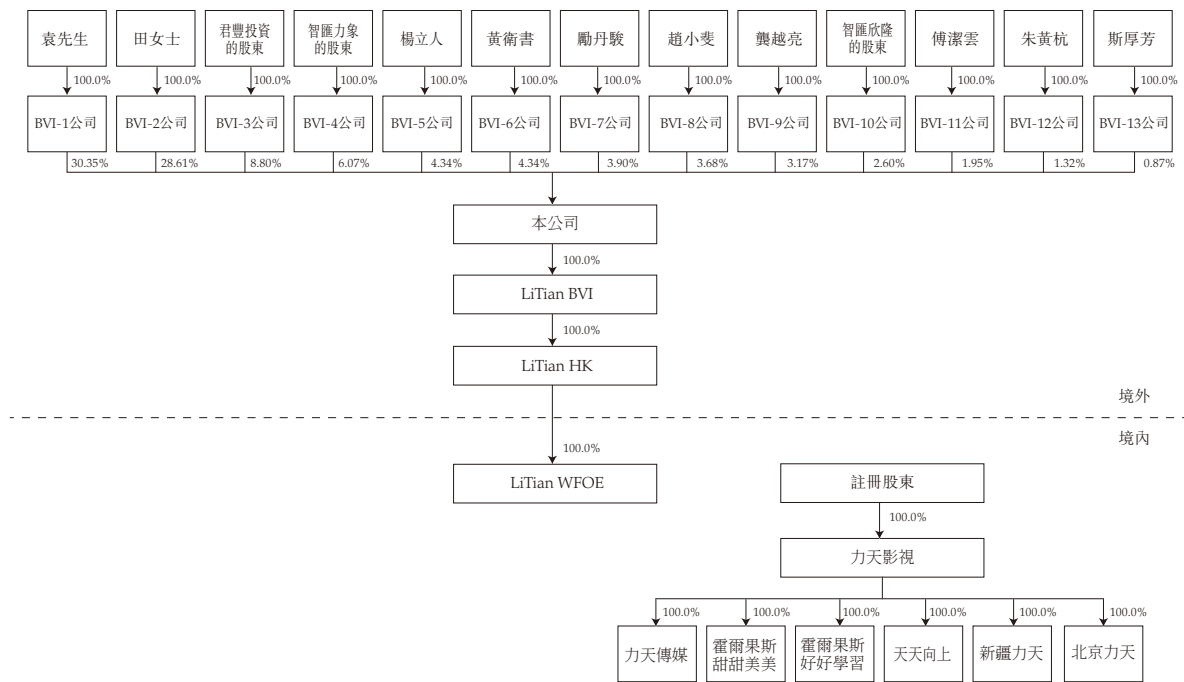 袁先生
田女士
君豐投資
的股東
智匯力象
的股東
楊立人
黃衛書
勵丹駿
趙小斐
龔越亮
智匯欣隆
的股東
傅潔雲
朱黃杭
斯厚芳
100.0%
100.0%
100.0%
100.0%
100.0%
100.0%
100.0%
100.0%
100.0%
100.0%
100.0%
100.0%
100.0%
BVI-1公司
BVI-2公司
BVI-3公司
BVI-4公司
BVI-5公司
BVI-6公司
BVI-7公司
BVI-8公司
BVI-9公司
BVI-10公司
BVI-11公司
BVI-12公司
BVI-13公司
30.35%
28.61%
8.80%
6.07%
4.34%
4.34%
3.90%
3.68%
3.17%
2.60%
1.95%
1.32%
0.87%
本公司
100.0%
LiTian BVI
100.0%
LiTian HK
境外
境內
100.0%
LiTian WFOE
註冊股東
100.0%
力天影視
100.0%
100.0%
100.0%
100.0%
100.0%
100.0%
力天傳媒
霍爾果斯
甜甜美美
霍爾果斯
好好學習
天天向上
新疆力天
北京力天